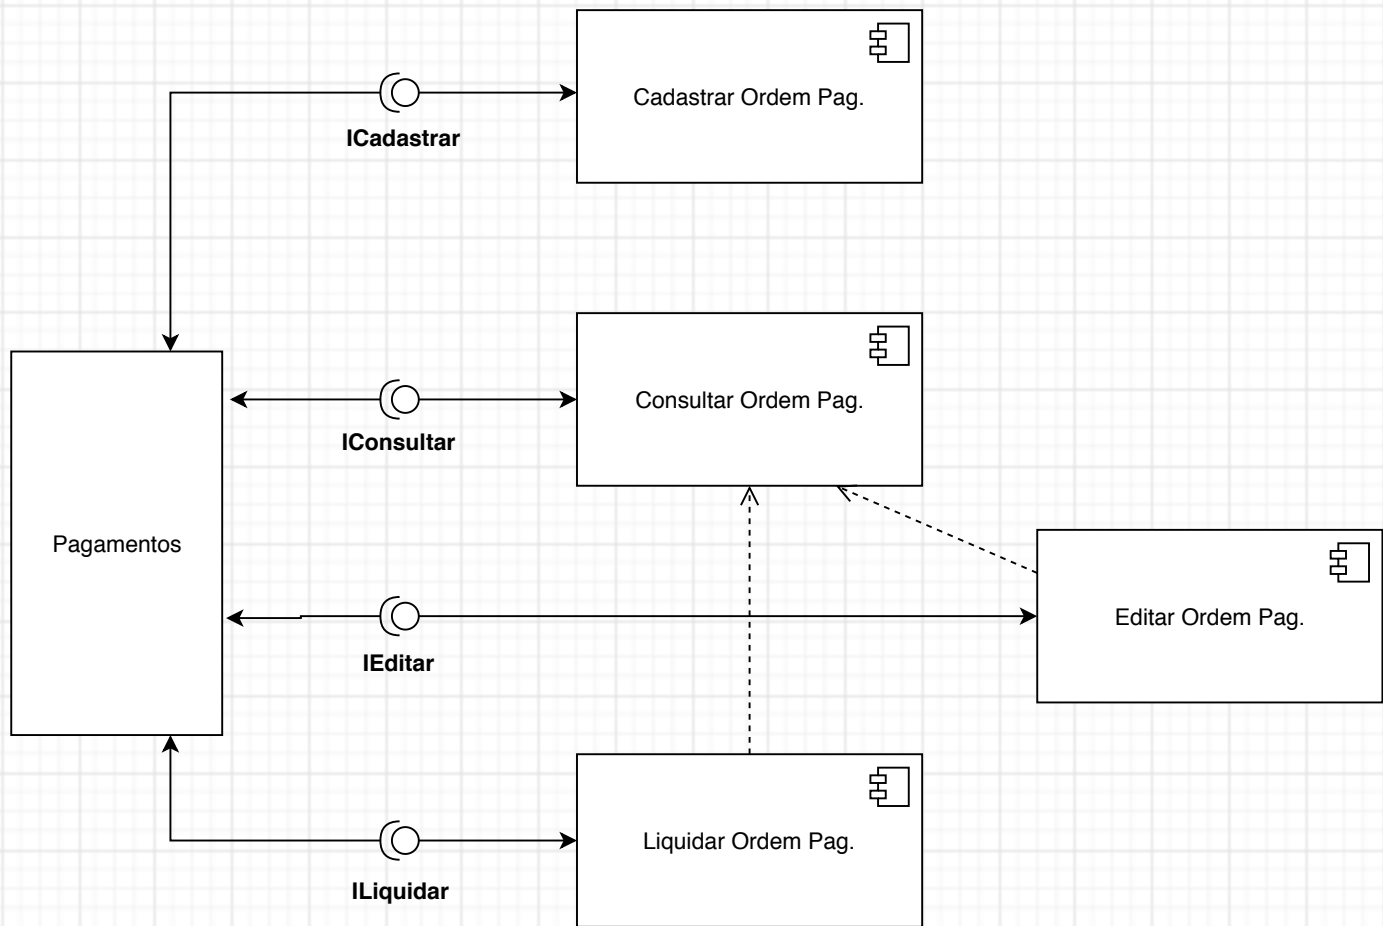 Cadastrar Ordem Pag.
ICadastrar
Consultar Ordem Pag.
IConsultar
Pagamentos
Editar Ordem Pag.
IEditar
Liquidar Ordem Pag.
ILiquidar